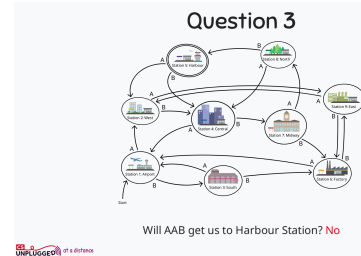 Question 3
B
A
B
Station 5: Harbour
Station 8: North
A
B
A
B
A
Station 9: East
Station 2: West
B
Station 4: Central
B
Station 7: Midway
A
B
A
B
A
B
A
A
Station 1: Airport
B
Station 3: South
B
Station 6: Factory
Start
Will AAB get us to Harbour Station? No
CS
UNPLUGGED at a distance